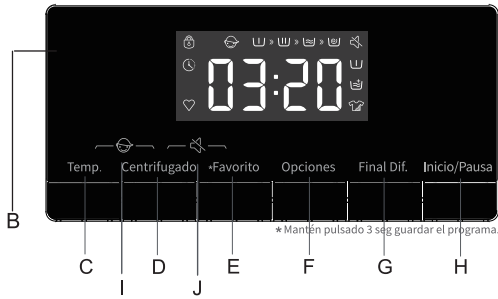 03:20
Temp. Centrifugado *Favorito Opciones Final Dif. Inicio/Pausa
B
* Mantén pulsado 3 seg guardar el programa.
C D E F G H
I J